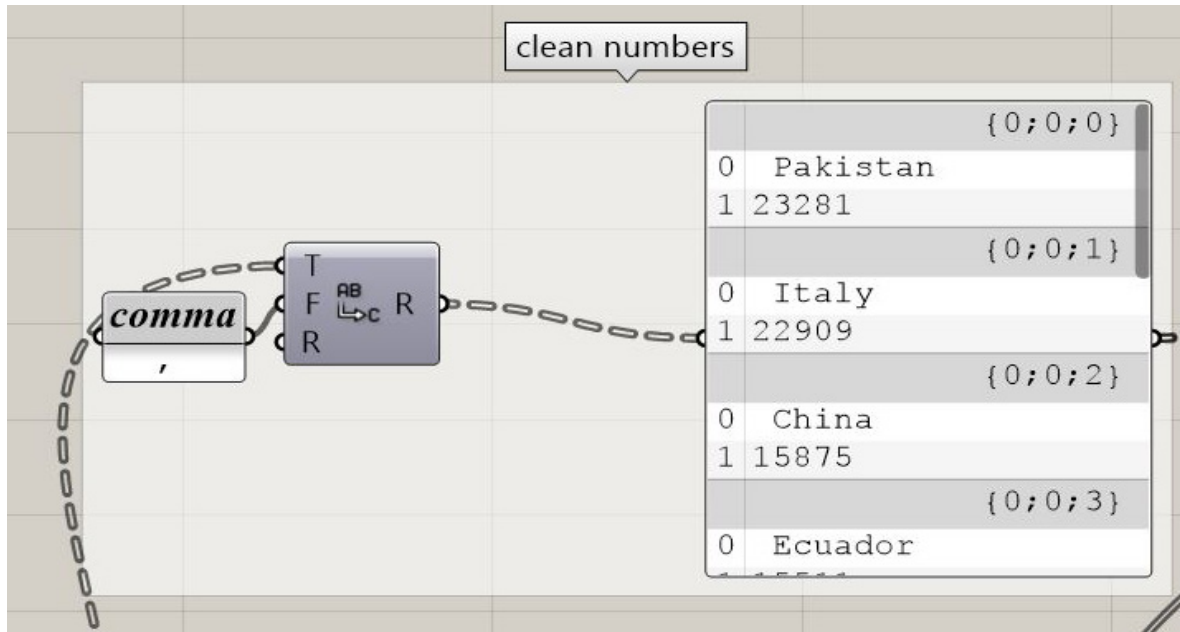 clean numbers
comma
,
T
F
R
AB
C
R
{0;0;0}
0 Pakistan
1 23281
{0;0;1}
0 Italy
1 22909
{0;0;2}
0 China
1 15875
{0;0;3}
0 Ecuador